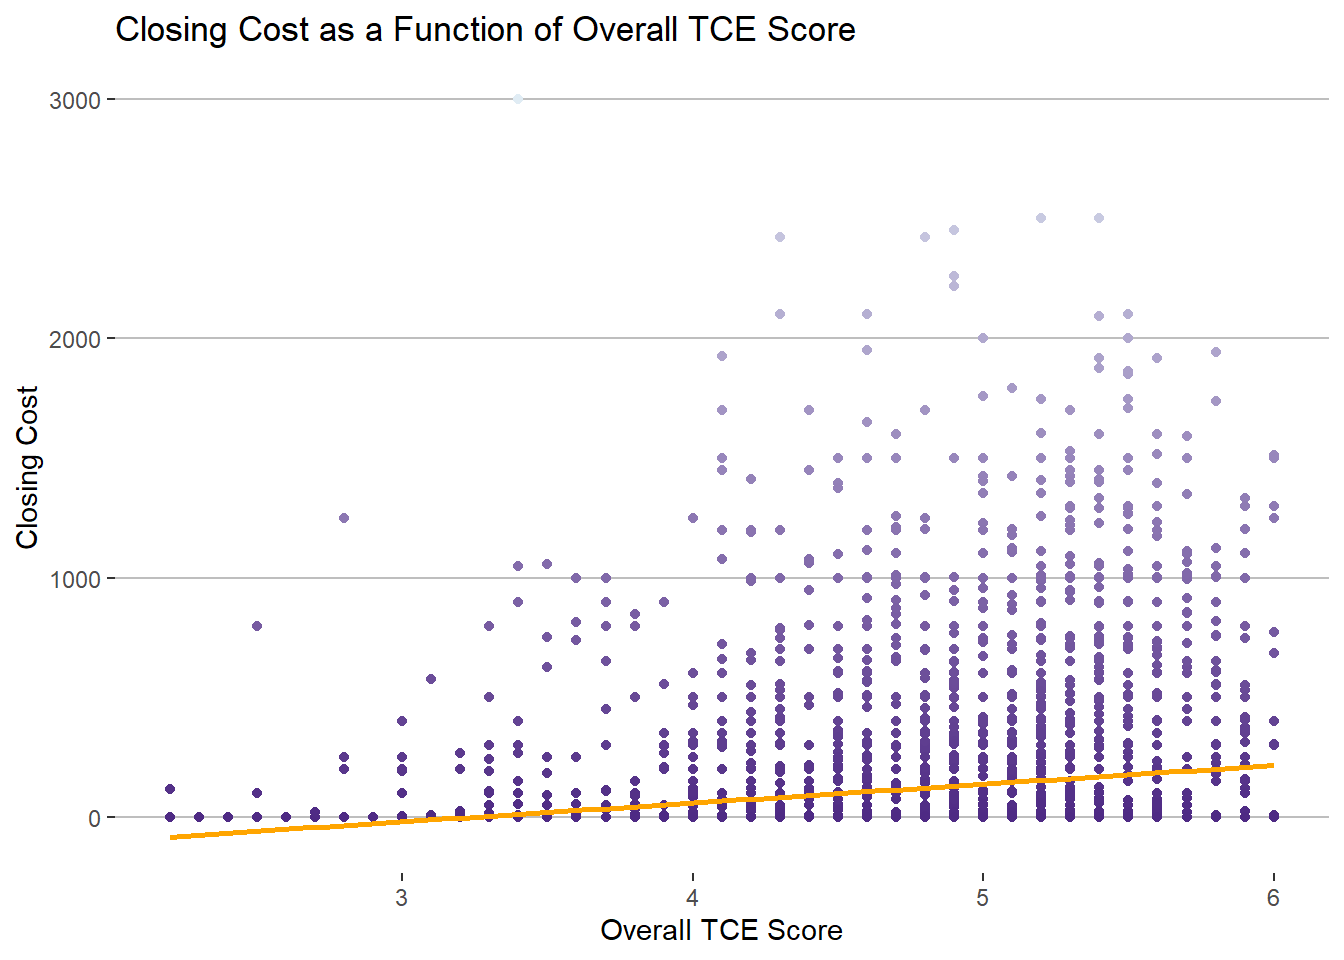 Closing Cost as a Function of Overall TCE Score
3000
2000
1000
0
Closing Cost
3 4 5 6
Overall TCE Score